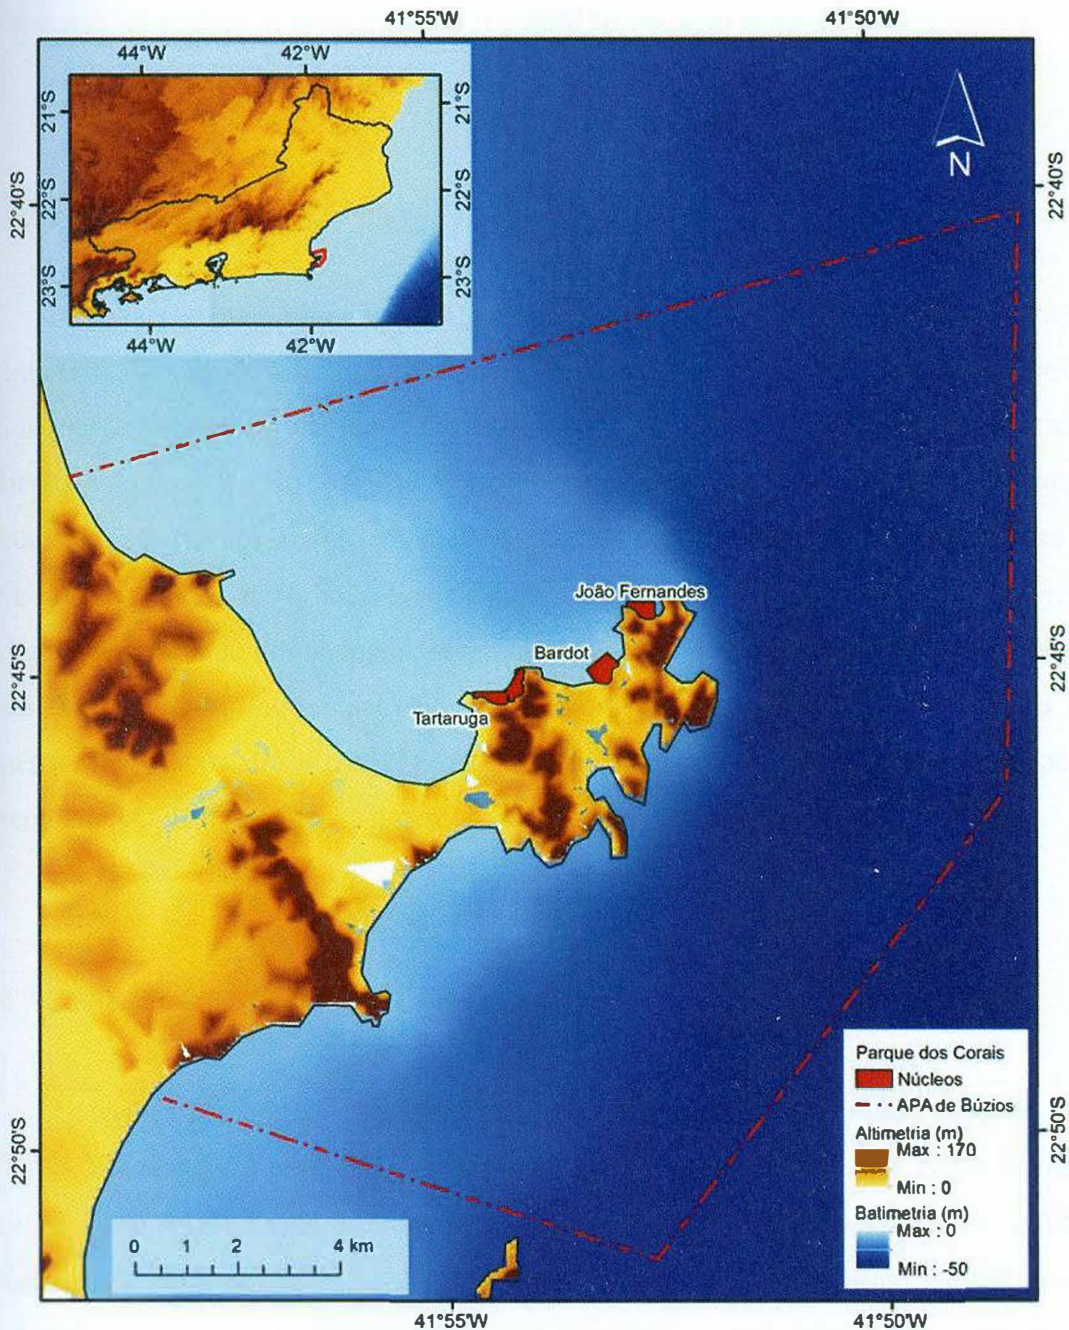 41°55'W 41°50'W
44°W 42°W
21°S 21°S
22°S 22°S
23°S 23°S
44°W 42°W
N
22°40'S 22°40'S
João Fernandes
Bardot
Tartaruga
22°45'S 22°45'S
Parque dos Corais
Núcleos
APA de Búzios
Altimetria (m)
Max : 170
Min : 0
Batimetria (m)
Max : 0
Min : -50
22°50'S 22°50'S
0 1 2 4 km
41°55'W 41°50'W